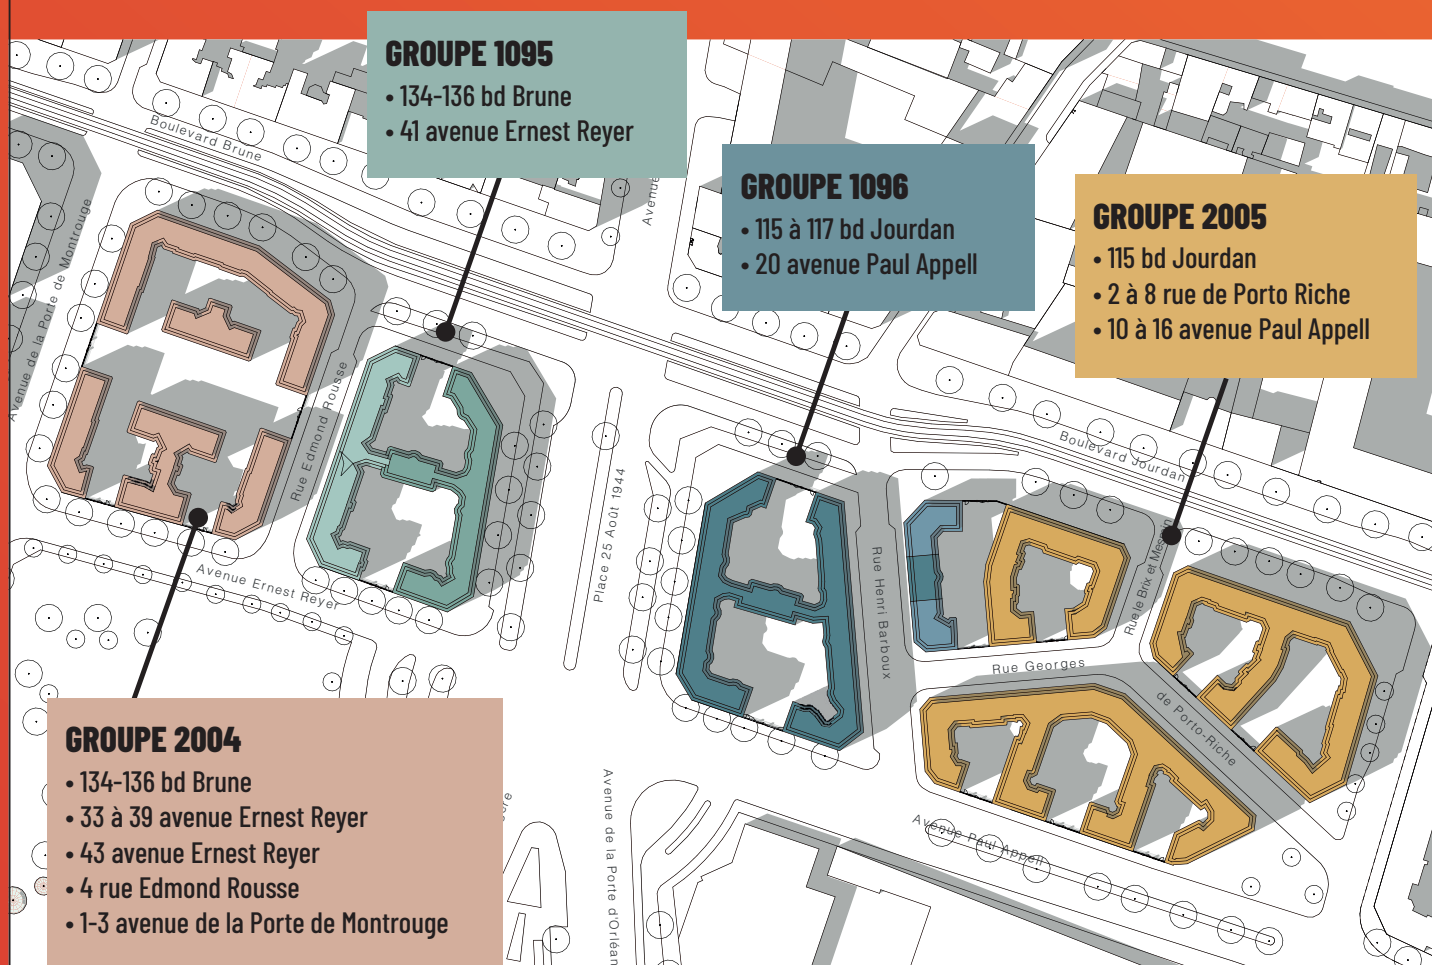 GROUPE 1095
• 134-136 bd Brune
• 41 avenue Ernest Reyer
GROUPE 1096
• 115 à 117 bd Jourdan
• 20 avenue Paul Appell
GROUPE 2005
• 115 bd Jourdan
• 2 à 8 rue de Porto Riche
• 10 à 16 avenue Paul Appell
GROUPE 2004
• 134-136 bd Brune
• 33 à 39 avenue Ernest Reyer
• 43 avenue Ernest Reyer
• 4 rue Edmond Rousse
• 1-3 avenue de la Porte de Montrouge
Boulevard Brune
Avenue de la Porte de Montrouge
Avenue
Rue Edmond Rousse
Avenue Ernest Reyer
Place 25 Août 1944
Boulevard Jourdan
Rue Henri Barboux
Rue le Brix et Mesmin
Rue Georges
de Porto-Riche
Avenue Paul Appell
Avenue de la Porte d'Orléan